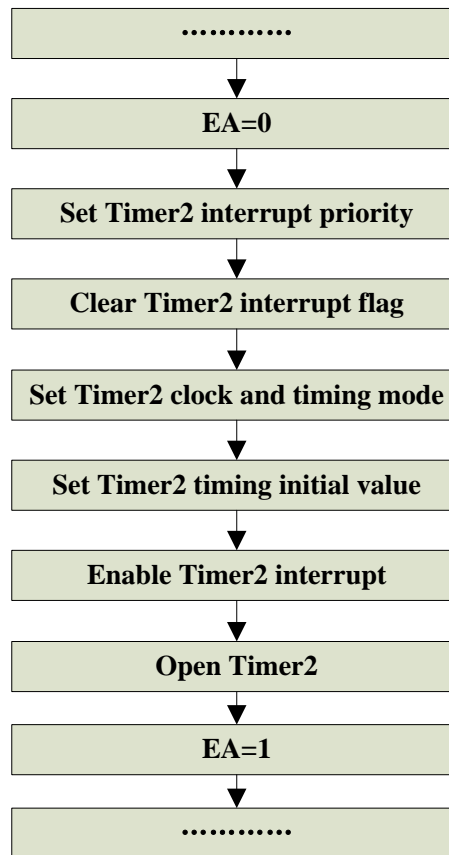 …………
EA=0
Set Timer2 interrupt priority
Clear Timer2 interrupt flag
Set Timer2 clock and timing mode
Set Timer2 timing initial value
Enable Timer2 interrupt
Open Timer2
EA=1
…………